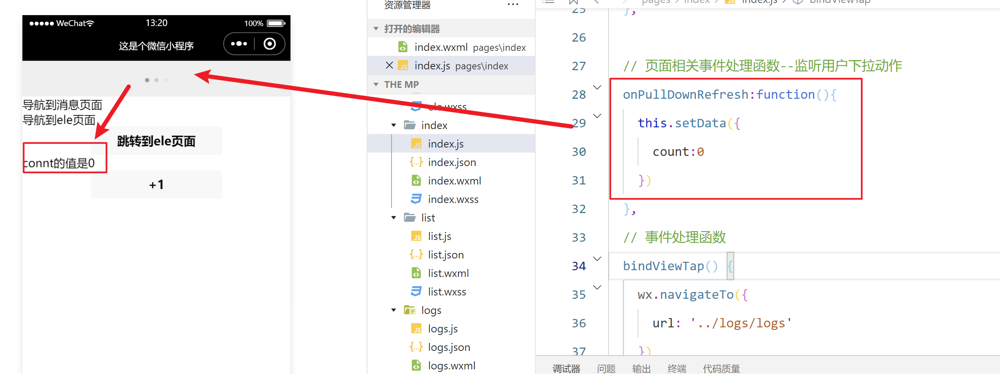 WeChat 13:20 100%
这是个微信小程序
导航到消息页面
导航到ele页面
跳转到ele页面
connt的值是0
+1
资源管理器 ···
打开的编辑器
index.wxml pages\index
JS index.js pages\index
THE MP
ele.wxss
index
JS index.js
{..} index.json
index.wxml
index.wxss
list
JS list.js
{..} list.json
list.wxml
list.wxss
logs
JS logs.js
{..} logs.json
logs.wxml
pages > index > JS index.js > bindViewTap
25 },
26
27 // 页面相关事件处理函数--监听用户下拉动作
28 onPullDownRefresh:function(){
29 this.setData({
30 count:0
31 })
32 },
33 // 事件处理函数
34 bindViewTap() {
35 wx.navigateTo({
36 url: '../logs/logs'
37 })
调试器 问题 输出 终端 代码质量